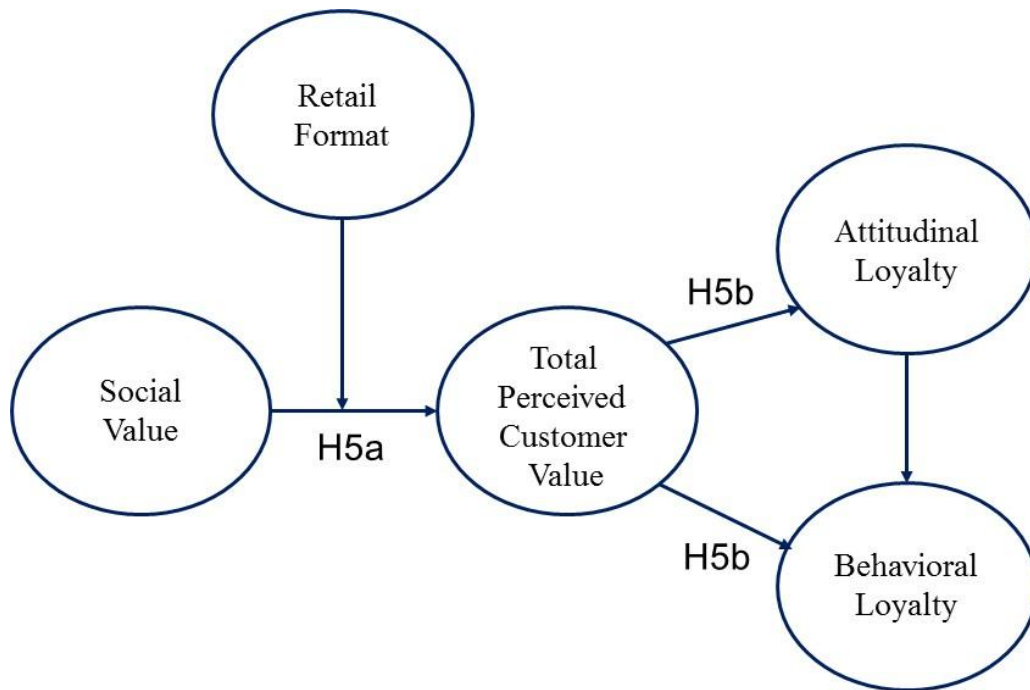 Retail
Format
Attitudinal
Loyalty
H5b
Social
Value
H5a
Total
Perceived
Customer
Value
H5b
Behavioral
Loyalty